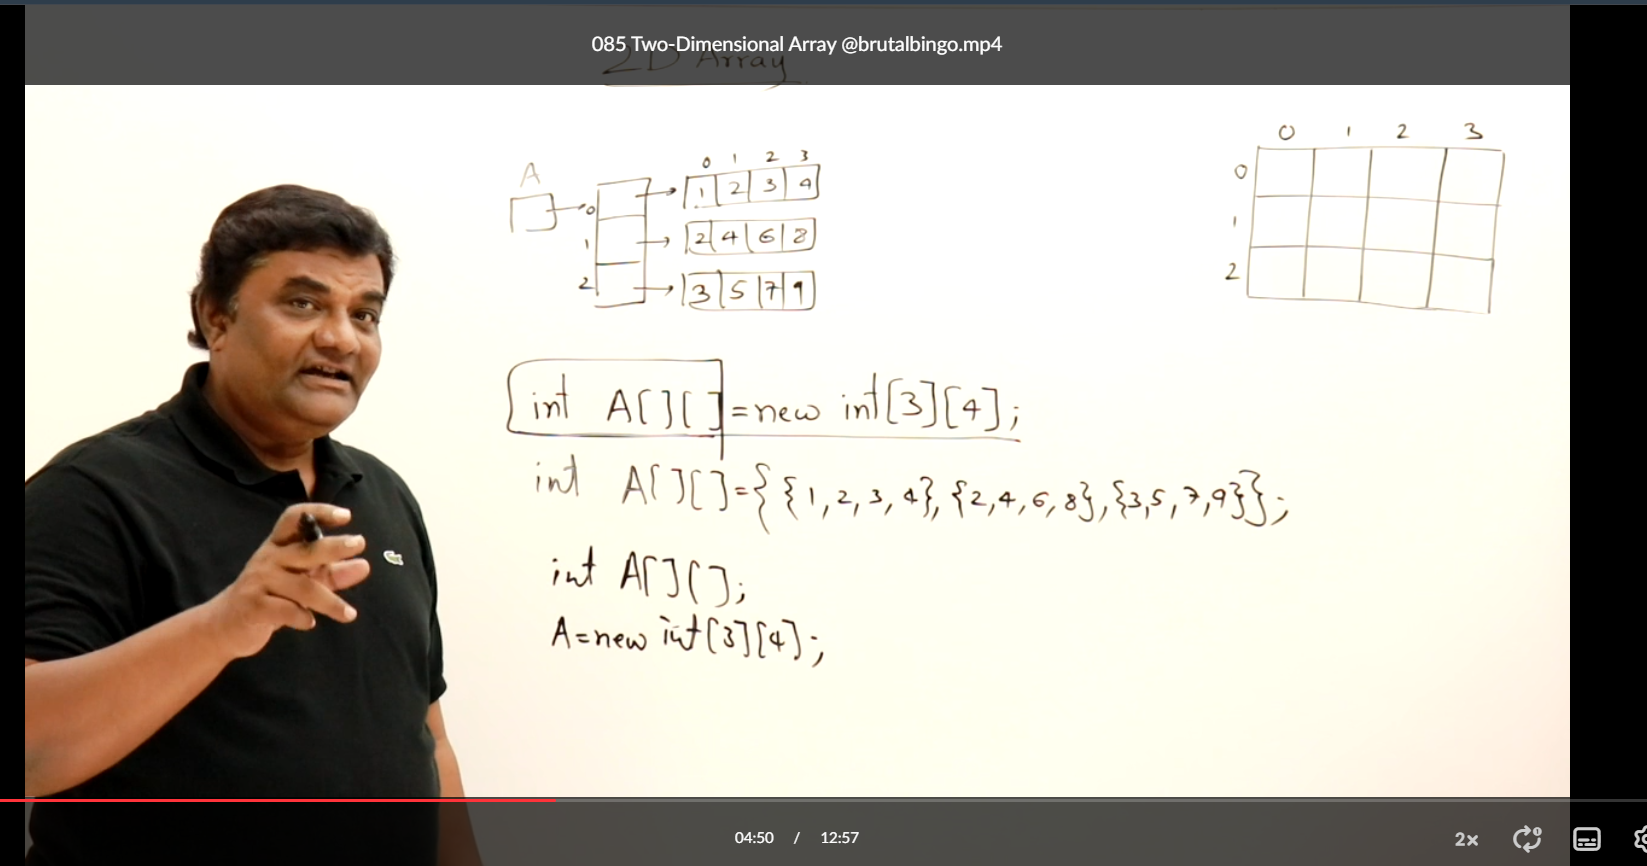 085 Two-Dimensional Array @brutalbingo.mp4
2D Array
A
0 1 2 3
0 1 2 3 4
1 2 4 6 8
2 3 5 7 9
0 1 2 3
0
1
2
int A[][]=new int[3][4];
int A[][]={{1,2,3,4},{2,4,6,8},{3,5,7,9}};
int A[][];
A=new int[3][4];
04:50 / 12:57
2x